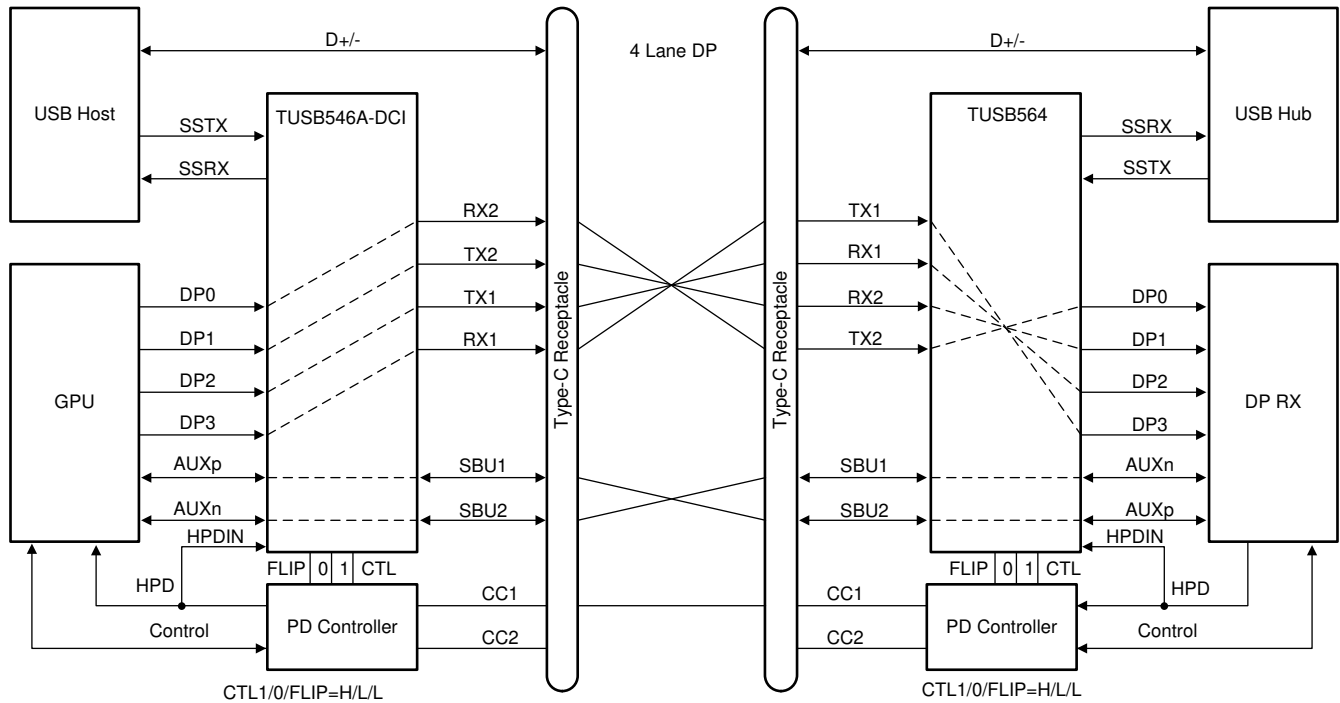 D+/-
4 Lane DP
D+/-
USB Host
TUSB546A-DCI
TUSB564
USB Hub
SSTX
SSRX
SSRX
SSTX
RX2
TX2
TX1
RX1
TX1
RX1
RX2
TX2
GPU
DP0
DP1
DP2
DP3
AUXp
AUXn
HPDIN
SBU1
SBU2
Type-C Receptacle
Type-C Receptacle
SBU1
SBU2
DP0
DP1
DP2
DP3
AUXn
AUXp
HPDIN
DP RX
FLIP 0 1 CTL
FLIP 0 1 CTL
HPD
Control
PD Controller
CC1
CC2
CC1
CC2
PD Controller
HPD
Control
CTL1/0/FLIP=H/L/L
CTL1/0/FLIP=H/L/L